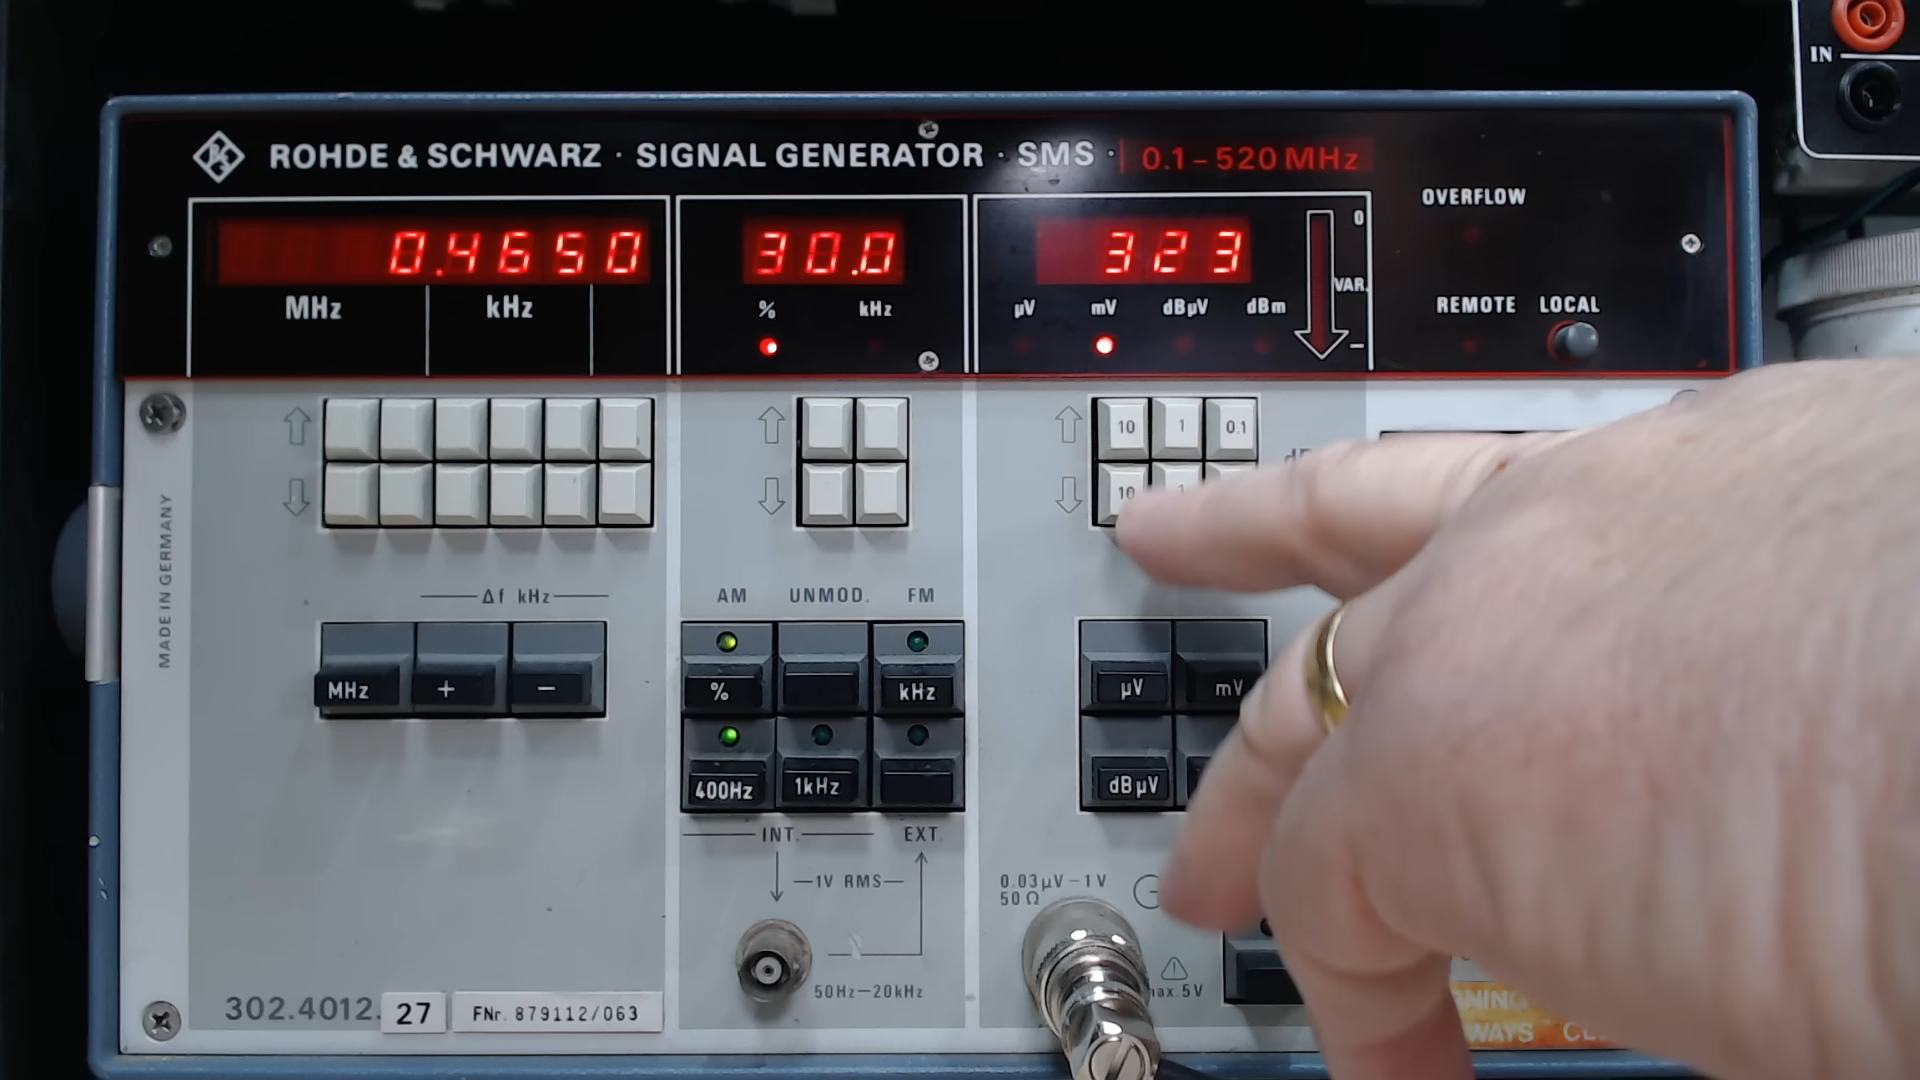 IN
ROHDE & SCHWARZ · SIGNAL GENERATOR · SMS · 0.1 – 520 MHz
OVERFLOW
0.4650
30.0
323
0
VAR.
–
MHz
kHz
%
kHz
µV
mV
dBµV
dBm
REMOTE
LOCAL
10
1
0.1
10
MADE IN GERMANY
Δf kHz
AM
UNMOD.
FM
MHz
+
–
%
kHz
µV
mV
400Hz
1kHz
dBµV
INT.
EXT.
1V RMS
0.03µV – 1V
50 Ω
50Hz–20kHz
max.5V
302.4012.
27
FNr. 879112/063